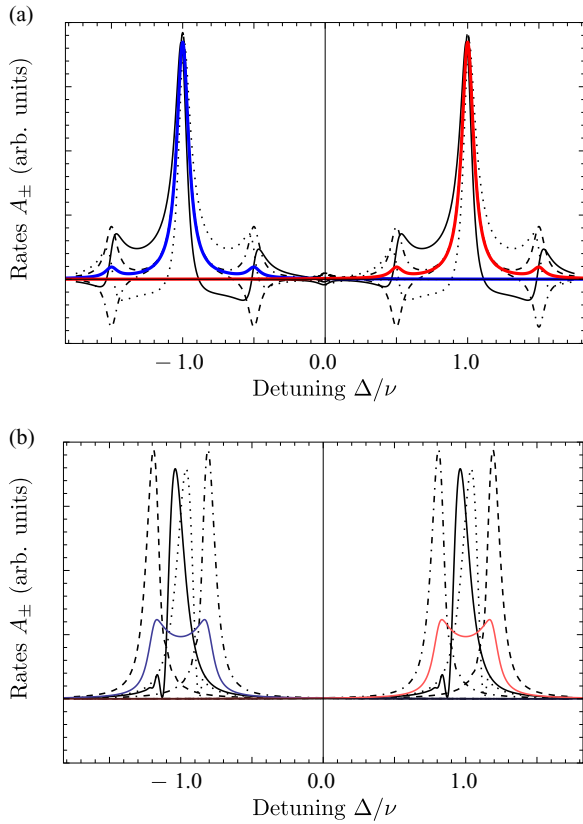 (a)
Rates A± (arb. units)
− 1.0
0.0
1.0
Detuning Δ/ν
(b)
Rates A± (arb. units)
− 1.0
0.0
1.0
Detuning Δ/ν